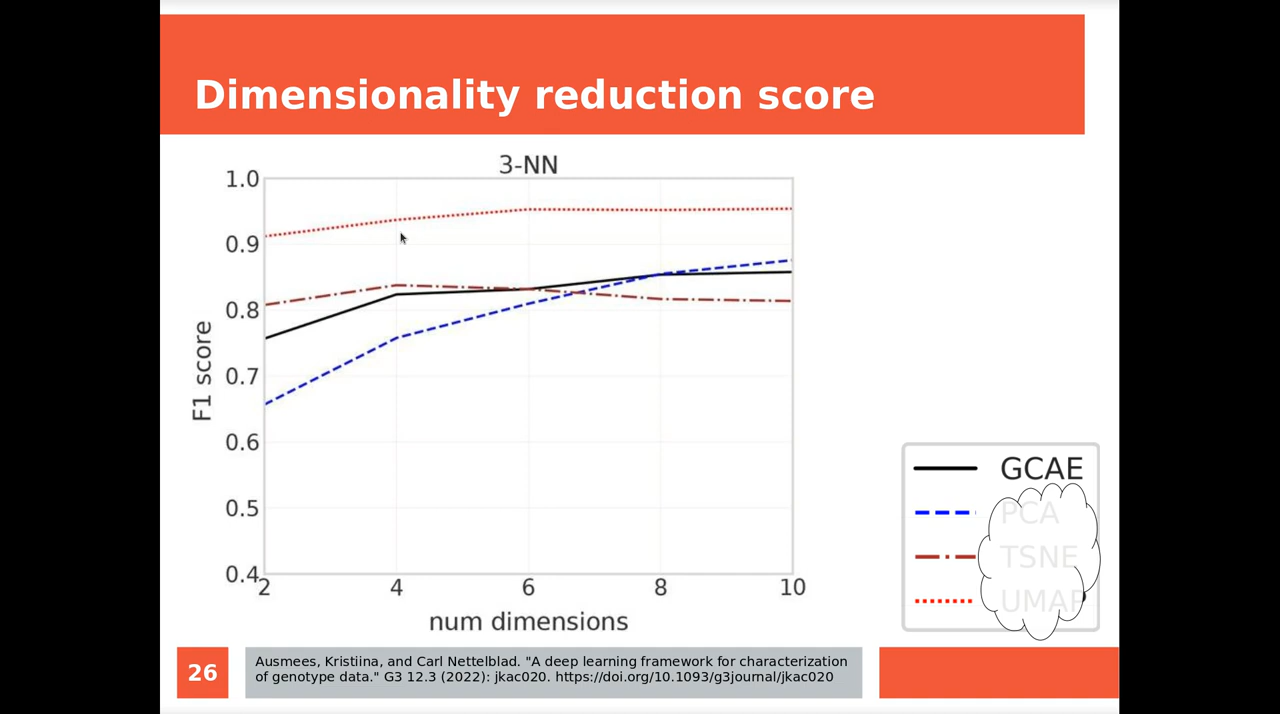 Dimensionality reduction score
3-NN
1.0
0.9
0.8
0.7
0.6
0.5
0.4
F1 score
2 4 6 8 10
num dimensions
GCAE
PCA
TSNE
UMAP
26
Ausmees, Kristiina, and Carl Nettelblad. "A deep learning framework for characterization
of genotype data." G3 12.3 (2022): jkac020. https://doi.org/10.1093/g3journal/jkac020